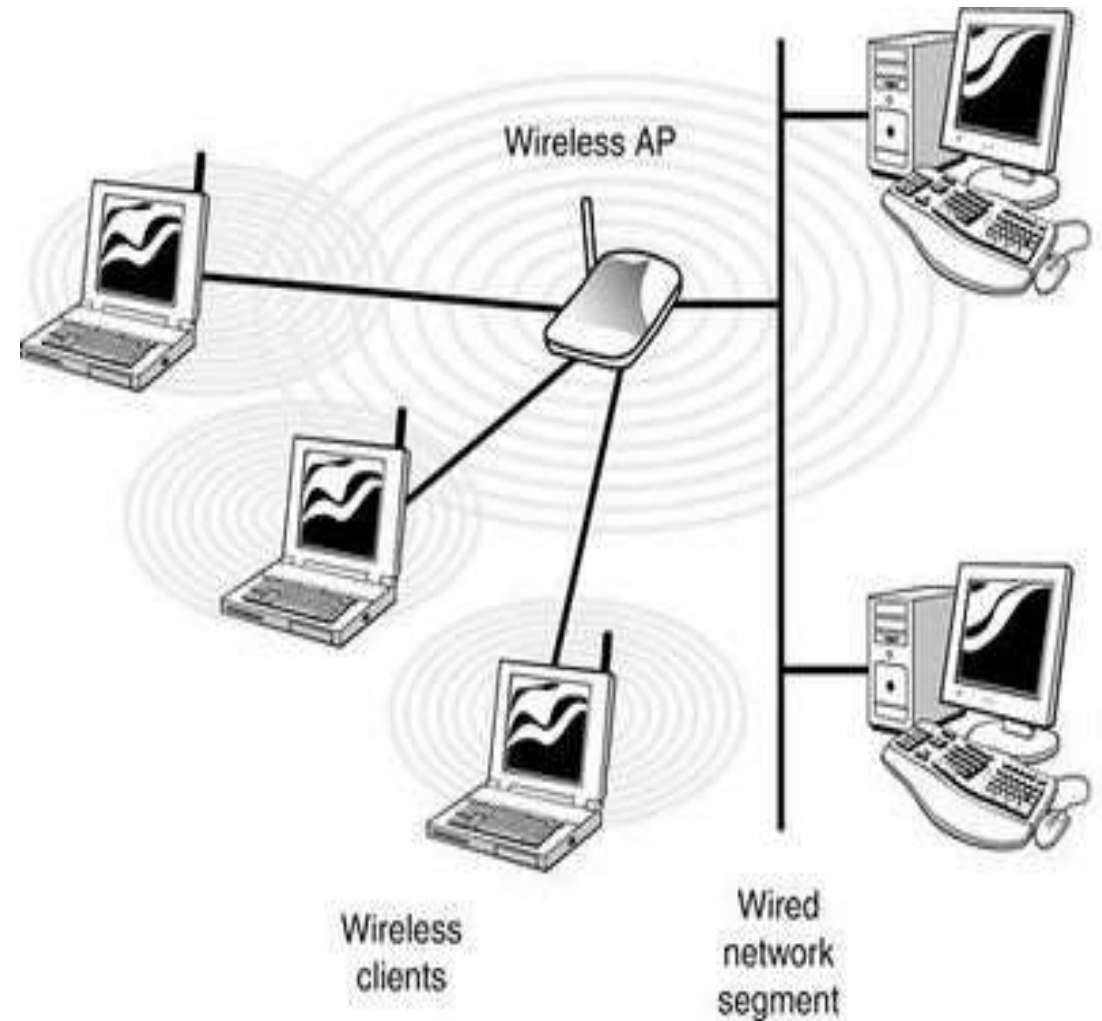 Wireless AP
Wireless
clients
Wired
network
segment